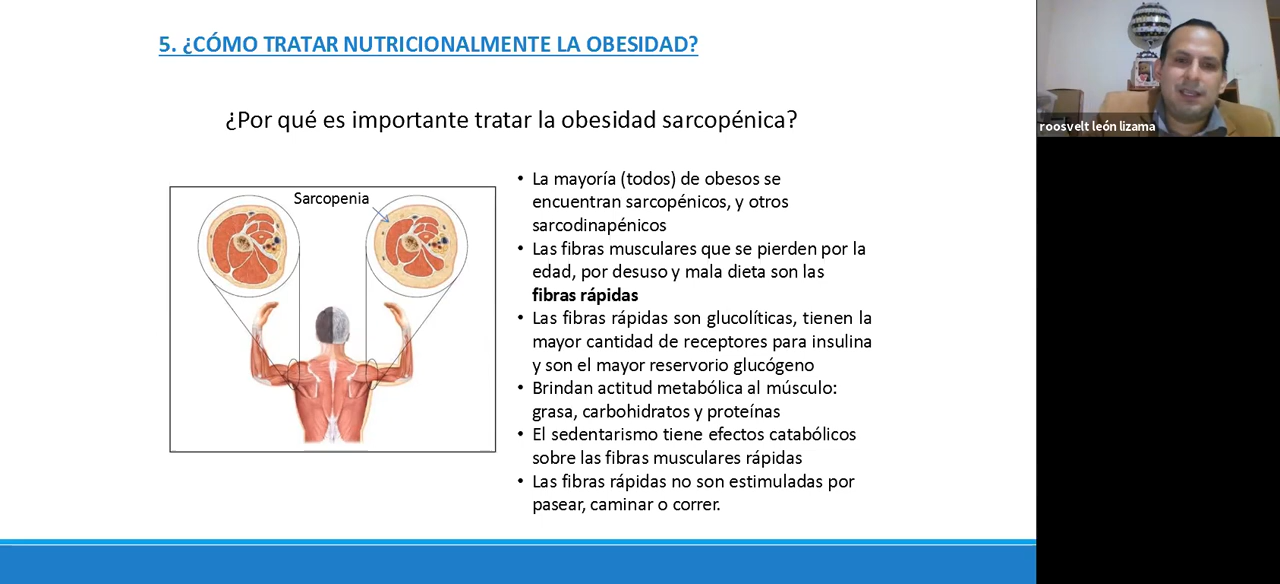 5. ¿CÓMO TRATAR NUTRICIONALMENTE LA OBESIDAD?
¿Por qué es importante tratar la obesidad sarcopénica?
Sarcopenia
• La mayoría (todos) de obesos se
encuentran sarcopénicos, y otros
sarcodinapénicos
• Las fibras musculares que se pierden por la
edad, por desuso y mala dieta son las
fibras rápidas
• Las fibras rápidas son glucolíticas, tienen la
mayor cantidad de receptores para insulina
y son el mayor reservorio glucógeno
• Brindan actitud metabólica al músculo:
grasa, carbohidratos y proteínas
• El sedentarismo tiene efectos catabólicos
sobre las fibras musculares rápidas
• Las fibras rápidas no son estimuladas por
pasear, caminar o correr.
roosvelt león lizama